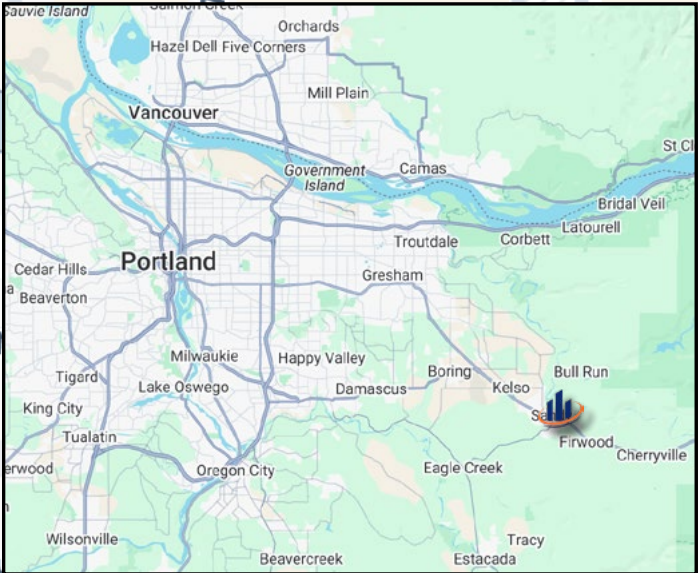 Sauvie Island
Salmon Creek
Orchards
Hazel Dell
Five Corners
Mill Plain
Vancouver
Government
Island
Camas
St Cl
Bridal Veil
Latourell
Corbett
Troutdale
Portland
Cedar Hills
Gresham
a
Beaverton
Milwaukie
Happy Valley
Tigard
Lake Oswego
Damascus
Boring
Kelso
Bull Run
King City
Sa
Tualatin
Firwood
Cherryville
erwood
Oregon City
Eagle Creek
Wilsonville
Tracy
Beavercreek
Estacada